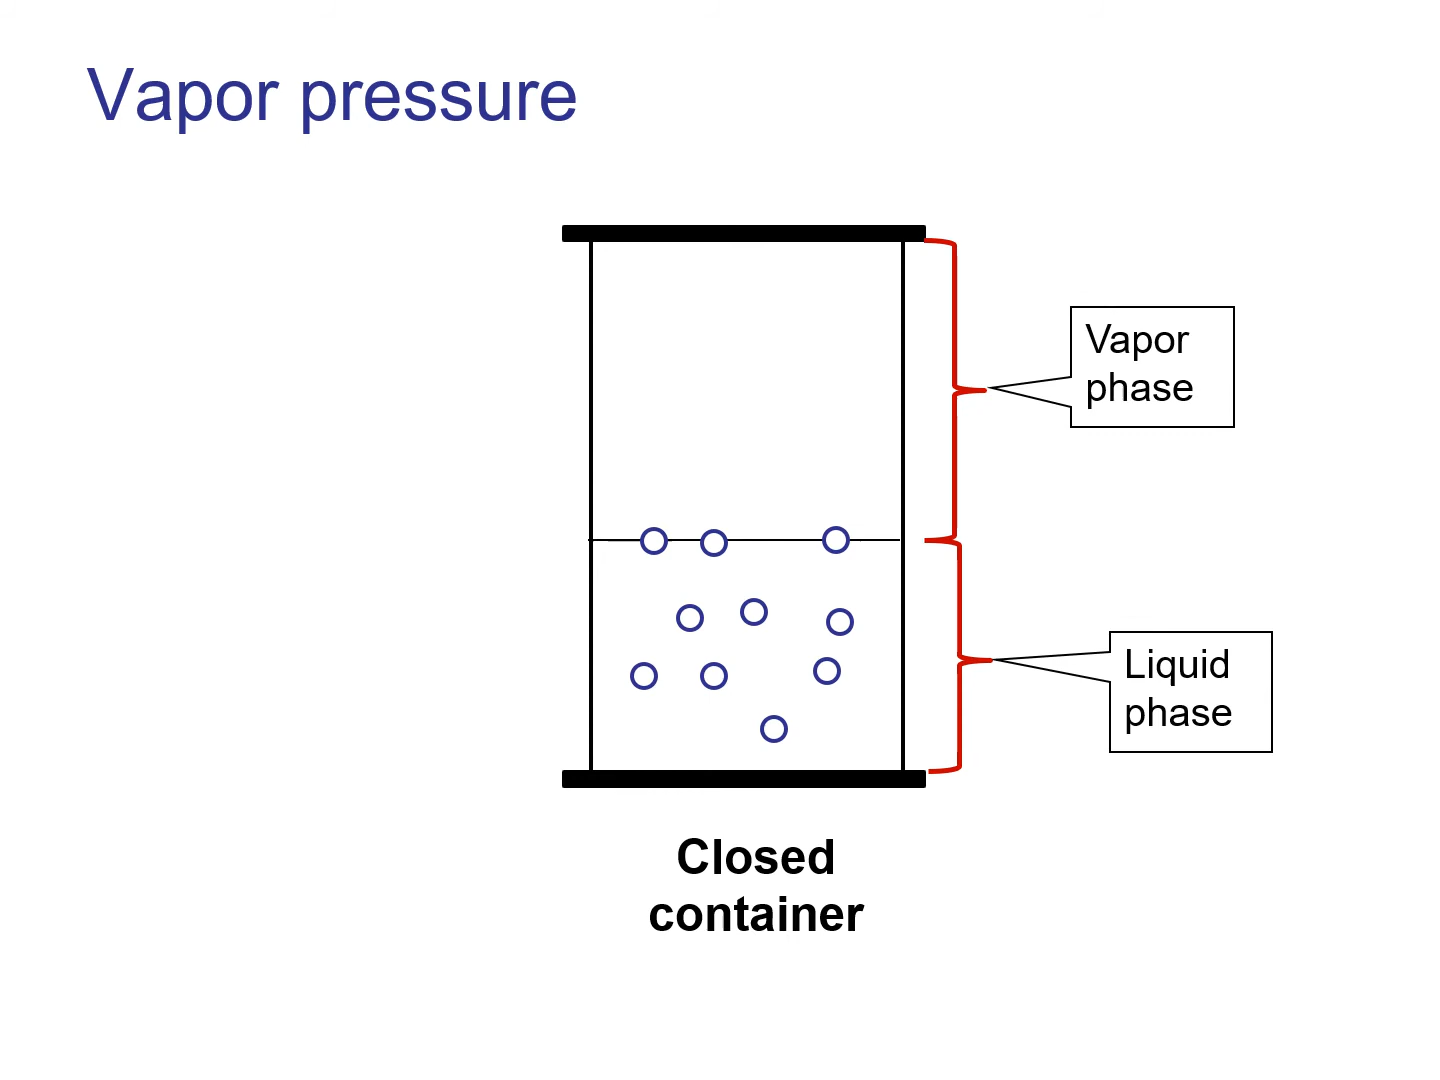 Vapor pressure
Vapor
phase
Liquid
phase
Closed
container